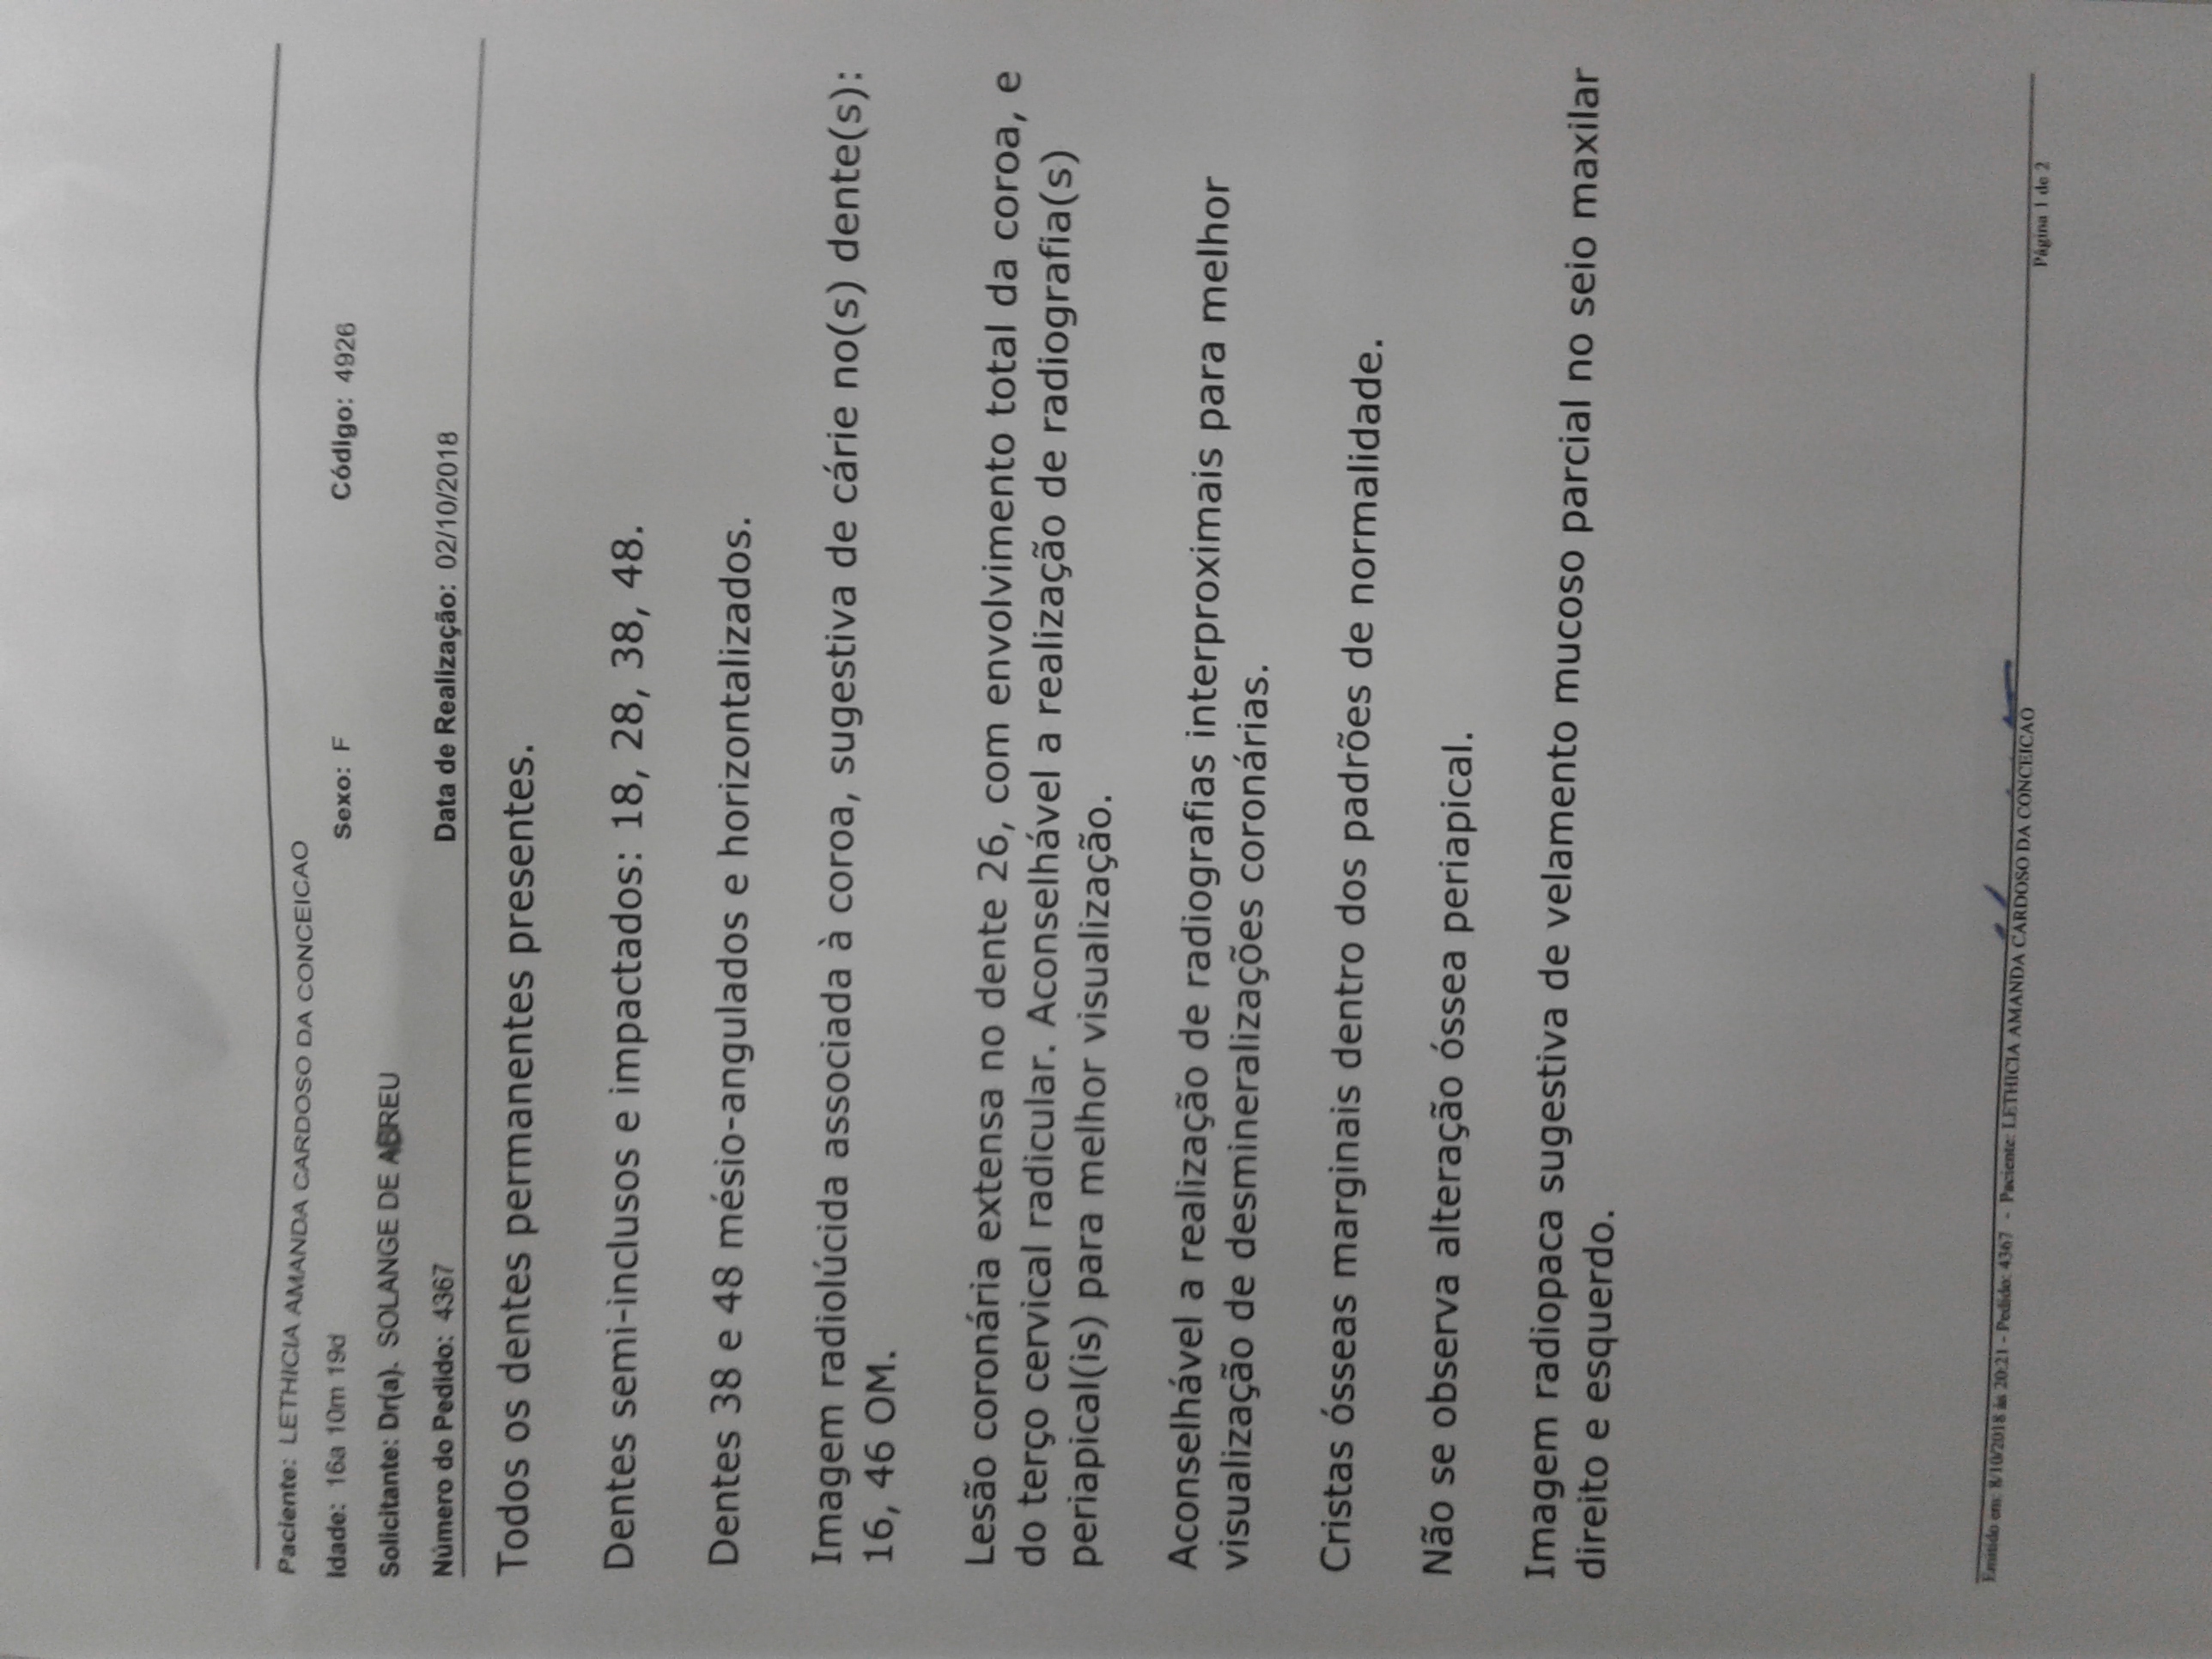 Paciente: LETHICIA AMANDA CARDOSO DA CONCEICAO
Idade: 16a 10m 19d Sexo: F Código: 4926
Solicitante: Dr(a). SOLANGE DE ABREU
Número do Pedido: 4367 Data de Realização: 02/10/2018
Todos os dentes permanentes presentes.
Dentes semi-inclusos e impactados: 18, 28, 38, 48.
Dentes 38 e 48 mésio-angulados e horizontalizados.
Imagem radiolúcida associada à coroa, sugestiva de cárie no(s) dente(s):
16, 46 OM.
Lesão coronária extensa no dente 26, com envolvimento total da coroa, e
do terço cervical radicular. Aconselhável a realização de radiografia(s)
periapical(is) para melhor visualização.
Aconselhável a realização de radiografias interproximais para melhor
visualização de desmineralizações coronárias.
Cristas ósseas marginais dentro dos padrões de normalidade.
Não se observa alteração óssea periapical.
Imagem radiopaca sugestiva de velamento mucoso parcial no seio maxilar
direito e esquerdo.
Emitido em: 8/10/2018 às 20:21 - Pedido: 4367 - Paciente: LETHICIA AMANDA CARDOSO DA CONCEICAO
Página 1 de 2